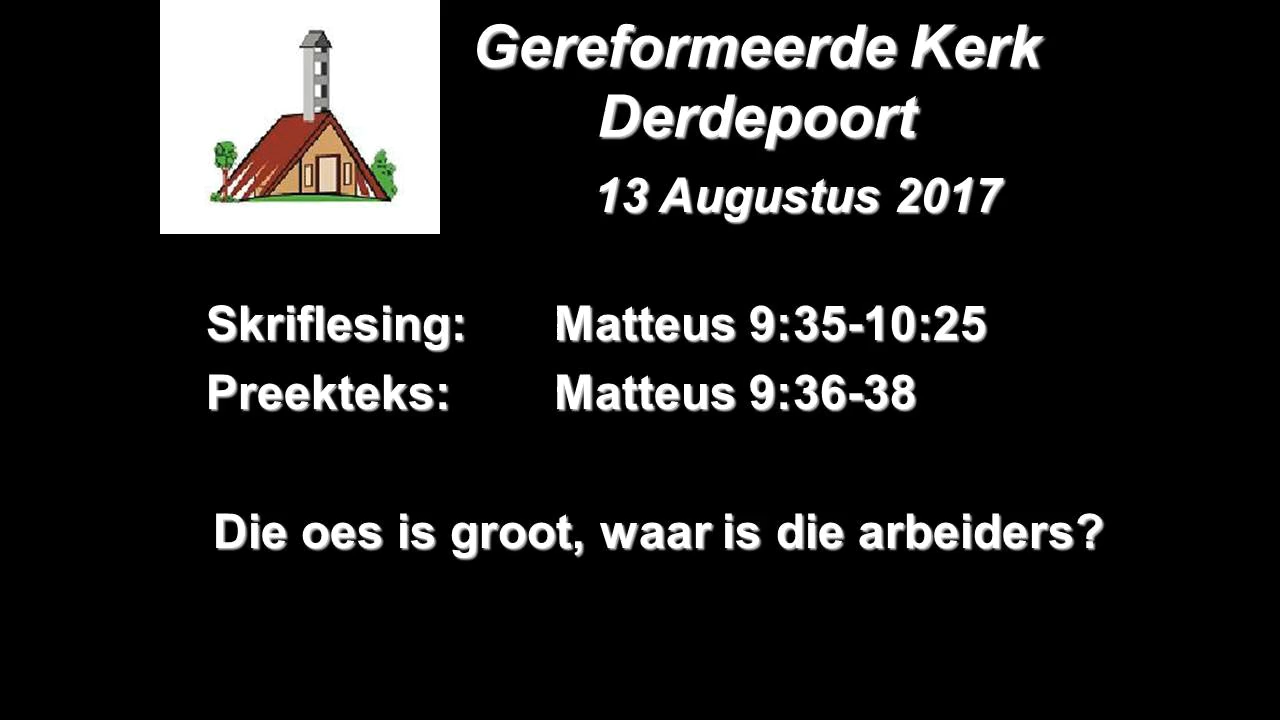 Gereformeerde Kerk
Derdepoort
13 Augustus 2017
Skriflesing: Matteus 9:35-10:25
Preekteks: Matteus 9:36-38
Die oes is groot, waar is die arbeiders?